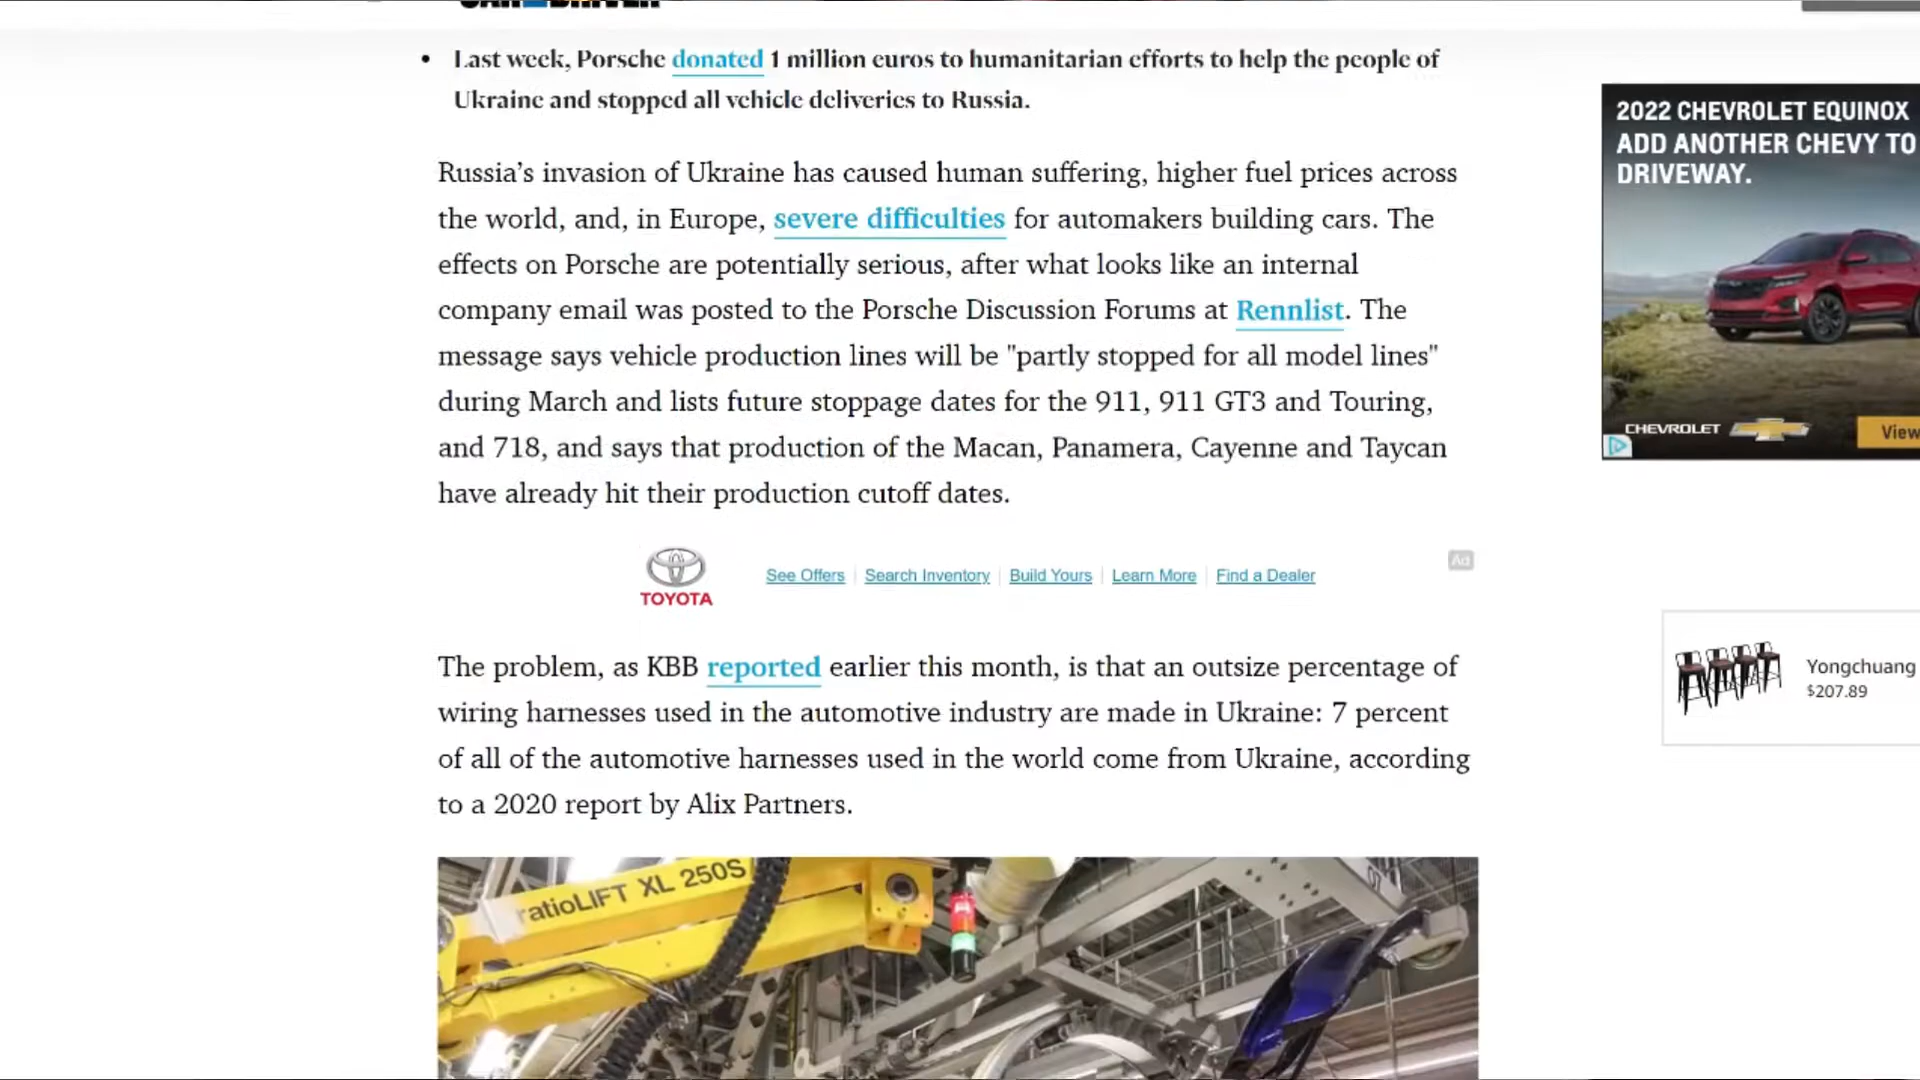 CAR AND DRIVER
• Last week, Porsche donated 1 million euros to humanitarian efforts to help the people of
Ukraine and stopped all vehicle deliveries to Russia.
Russia’s invasion of Ukraine has caused human suffering, higher fuel prices across
the world, and, in Europe, severe difficulties for automakers building cars. The
effects on Porsche are potentially serious, after what looks like an internal
company email was posted to the Porsche Discussion Forums at Rennlist. The
message says vehicle production lines will be "partly stopped for all model lines"
during March and lists future stoppage dates for the 911, 911 GT3 and Touring,
and 718, and says that production of the Macan, Panamera, Cayenne and Taycan
have already hit their production cutoff dates.
2022 CHEVROLET EQUINOX
ADD ANOTHER CHEVY TO
DRIVEWAY.
CHEVROLET
View
TOYOTA
See Offers
Search Inventory
Build Yours
Learn More
Find a Dealer
Ad
The problem, as KBB reported earlier this month, is that an outsize percentage of
wiring harnesses used in the automotive industry are made in Ukraine: 7 percent
of all of the automotive harnesses used in the world come from Ukraine, according
to a 2020 report by Alix Partners.
Yongchuang
$207.89
ratioLIFT XL 250S